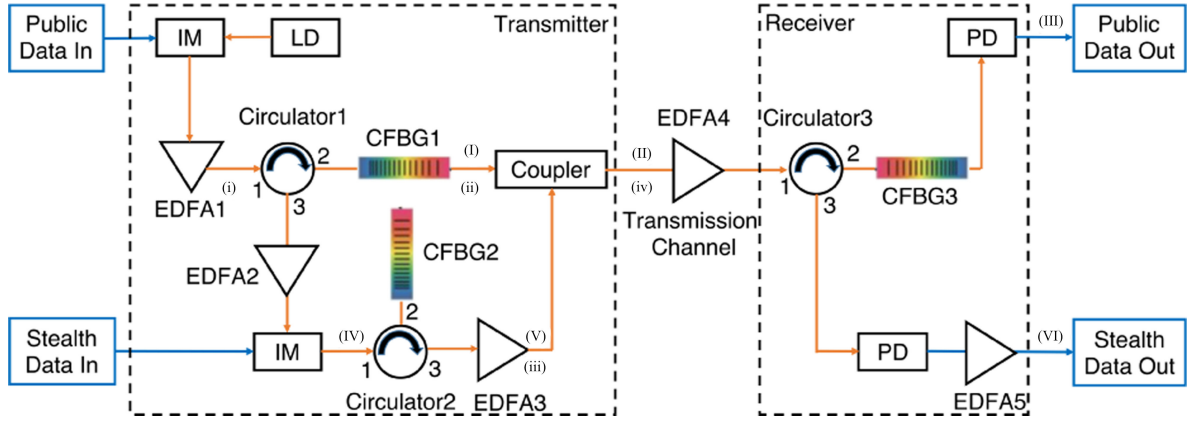 Public
Data In
IM
LD
Transmitter
Receiver
PD
(III)
Public
Data Out
Circulator1
CFBG1
(I)
EDFA4
(II)
Circulator3
2
Coupler
2
(i)
1
3
(ii)
(iv)
1
3
CFBG3
EDFA1
Transmission
Channel
EDFA2
CFBG2
2
Stealth
Data In
IM
(IV)
1
3
(V)
(iii)
PD
(VI)
Stealth
Data Out
Circulator2
EDFA3
EDFA5